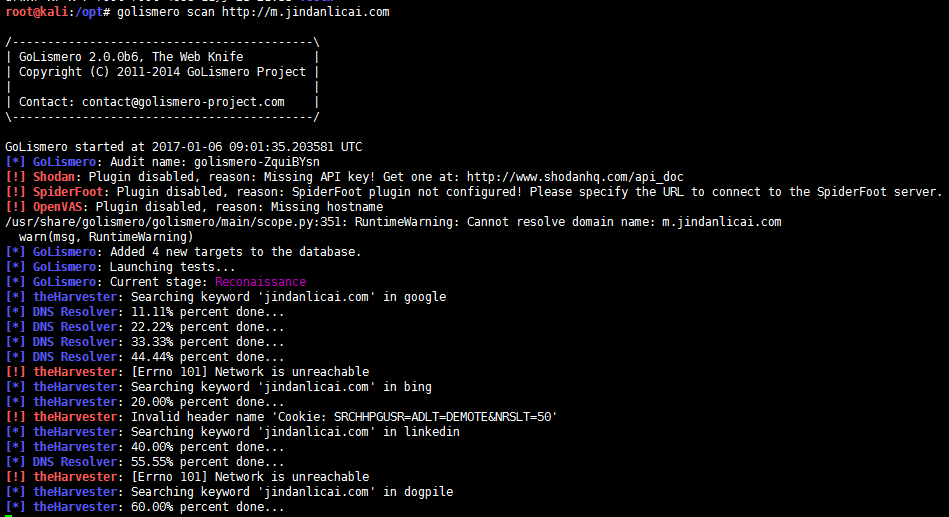 root@kali:/opt# golismero scan http://m.jindanlicai.com
/------------------------------------------\
| GoLismero 2.0.0b6, The Web Knife |
| Copyright (C) 2011-2014 GoLismero Project |
| |
| Contact: contact@golismero-project.com |
\------------------------------------------/
GoLismero started at 2017-01-06 09:01:35.203581 UTC
[*] GoLismero: Audit name: golismero-ZquiBYsn
[!] Shodan: Plugin disabled, reason: Missing API key! Get one at: http://www.shodanhq.com/api_doc
[!] SpiderFoot: Plugin disabled, reason: SpiderFoot plugin not configured! Please specify the URL to connect to the SpiderFoot server.
[!] OpenVAS: Plugin disabled, reason: Missing hostname
/usr/share/golismero/golismero/main/scope.py:351: RuntimeWarning: Cannot resolve domain name: m.jindanlicai.com
warn(msg, RuntimeWarning)
[*] GoLismero: Added 4 new targets to the database.
[*] GoLismero: Launching tests...
[*] GoLismero: Current stage: Reconaissance
[*] theHarvester: Searching keyword 'jindanlicai.com' in google
[*] DNS Resolver: 11.11% percent done...
[*] DNS Resolver: 22.22% percent done...
[*] DNS Resolver: 33.33% percent done...
[*] DNS Resolver: 44.44% percent done...
[!] theHarvester: [Errno 101] Network is unreachable
[*] theHarvester: Searching keyword 'jindanlicai.com' in bing
[*] theHarvester: 20.00% percent done...
[!] theHarvester: Invalid header name 'Cookie: SRCHHPGUSR=ADLT=DEMOTE&NRSLT=50'
[*] theHarvester: Searching keyword 'jindanlicai.com' in linkedin
[*] theHarvester: 40.00% percent done...
[*] DNS Resolver: 55.55% percent done...
[!] theHarvester: [Errno 101] Network is unreachable
[*] theHarvester: Searching keyword 'jindanlicai.com' in dogpile
[*] theHarvester: 60.00% percent done...